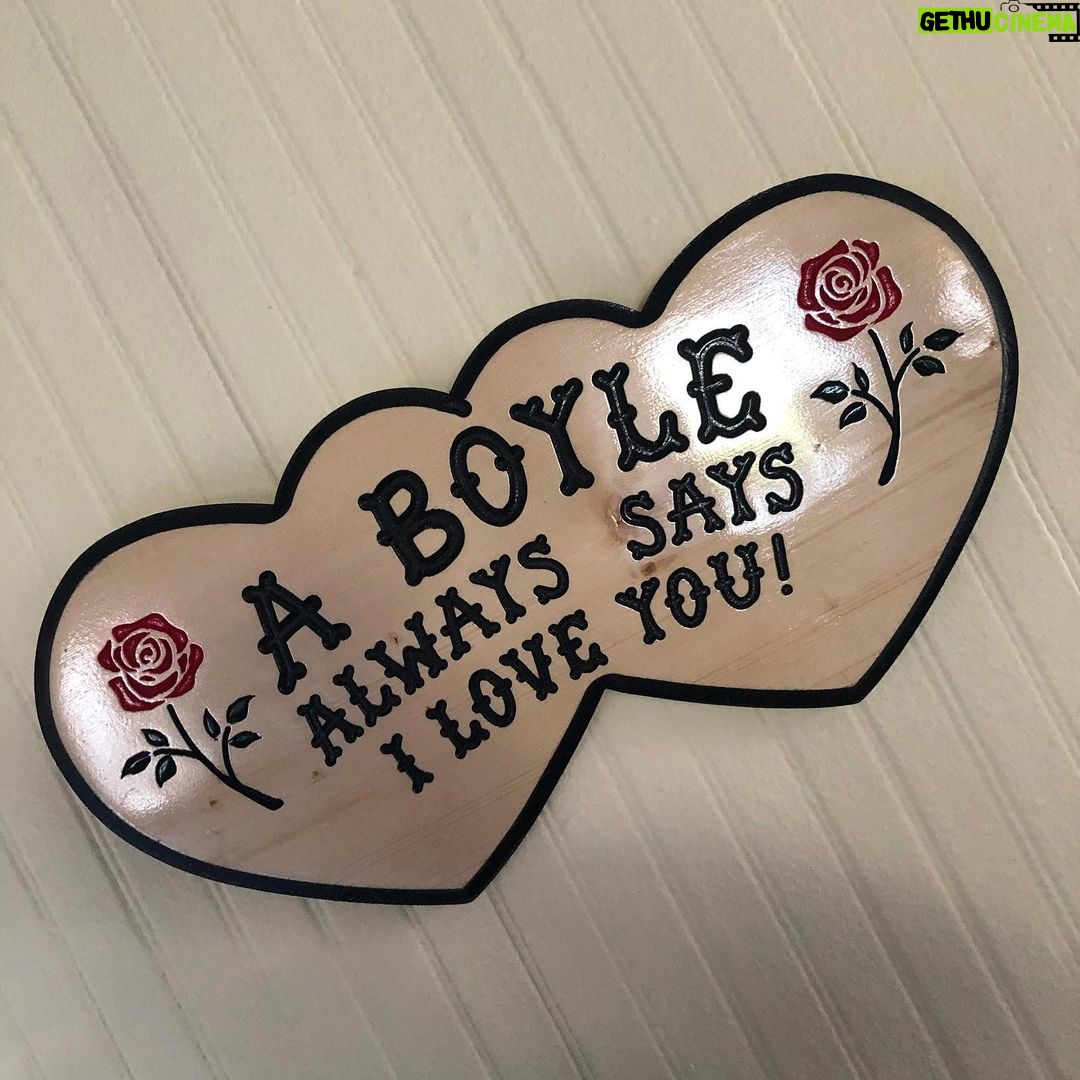 GETHUCINEMA
A BOYLE
ALWAYS SAYS
I LOVE YOU!